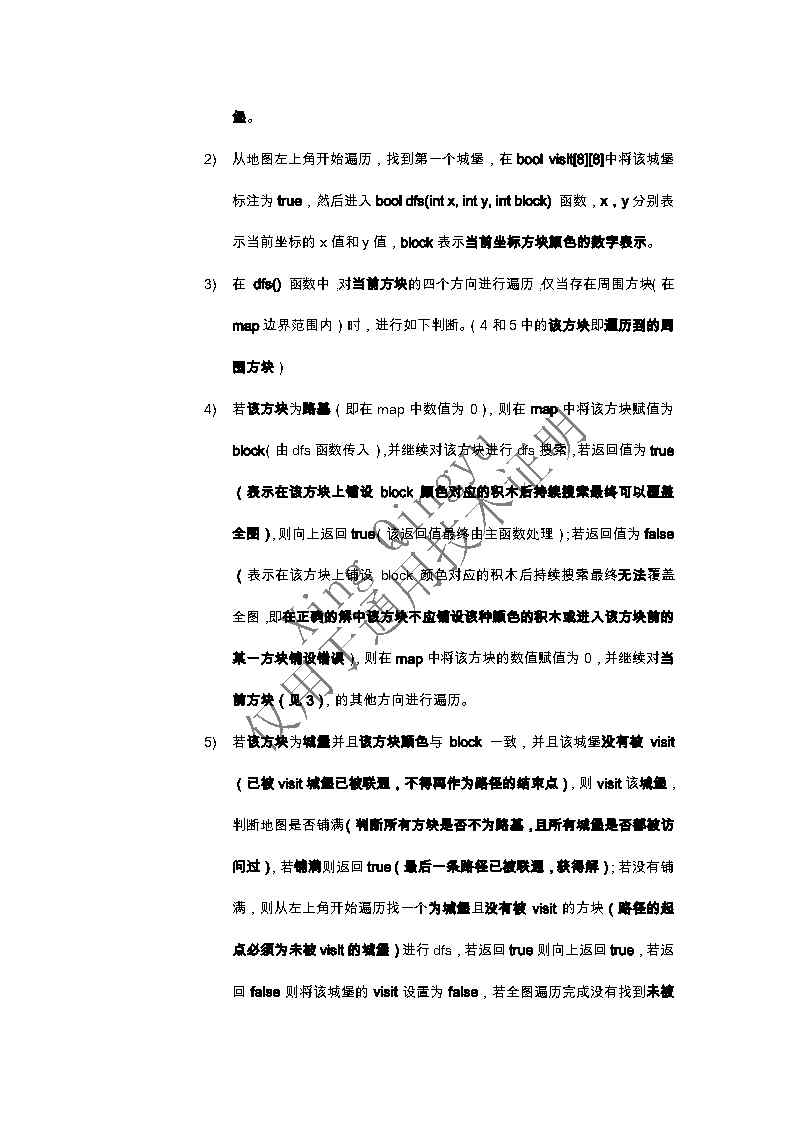 堡。
2) 从地图左上角开始遍历，找到第一个城堡，在 bool visit[8][8]中将该城堡
标注为 true，然后进入 bool dfs(int x, int y, int block) 函数，x，y 分别表
示当前坐标的 x 值和 y 值，block 表示当前坐标方块颜色的数字表示。
3) 在 dfs() 函数中，对当前方块的四个方向进行遍历，仅当存在周围方块（在
map 边界范围内）时，进行如下判断。（4 和 5 中的该方块即遍历到的周
围方块）
4) 若该方块为路基（即在 map 中数值为 0），则在 map 中将该方块赋值为
block（由 dfs 函数传入），并继续对该方块进行 dfs 搜索，若返回值为 true
（表示在该方块上铺设 block 颜色对应的积木后持续搜索最终可以覆盖
全图），则向上返回 true（该返回值最终由主函数处理）；若返回值为 false
（表示在该方块上铺设 block 颜色对应的积木后持续搜索最终无法覆盖
全图，即在正确的解中该方块不应铺设该种颜色的积木或进入该方块前的
某一方块铺设错误），则在 map 中将该方块的数值赋值为 0，并继续对当
前方块（见 3），的其他方向进行遍历。
5) 若该方块为城堡并且该方块颜色与 block 一致，并且该城堡没有被 visit
（已被 visit 城堡已被联通，不得再作为路径的结束点），则 visit 该城堡，
判断地图是否铺满（判断所有方块是否不为路基，且所有城堡是否都被访
问过），若铺满则返回 true（最后一条路径已被联通，获得解）；若没有铺
满，则从左上角开始遍历找一个为城堡且没有被 visit 的方块（路径的起
点必须为未被 visit 的城堡）进行 dfs，若返回 true 则向上返回 true，若返
回 false 则将该城堡的 visit 设置为 false，若全图遍历完成没有找到未被
Xing Qingyu
仅用于通用技术证明